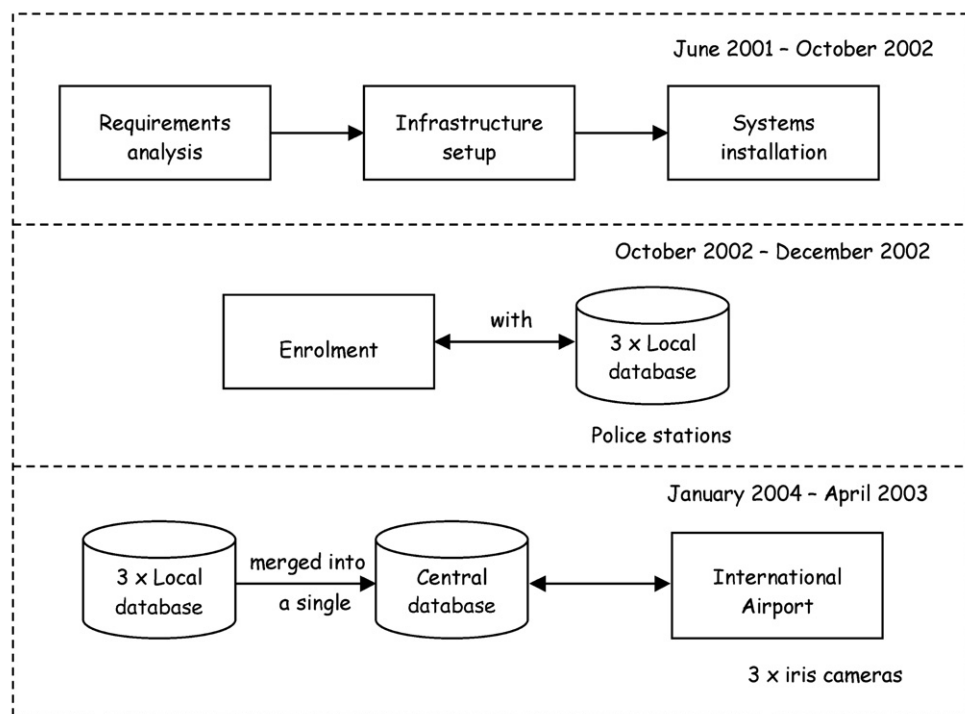 June 2001 – October 2002
Requirements
analysis
Infrastructure
setup
Systems
installation
October 2002 – December 2002
Enrolment
with
3 x Local
database
Police stations
January 2004 – April 2003
3 x Local
database
merged into
a single
Central
database
International
Airport
3 x iris cameras